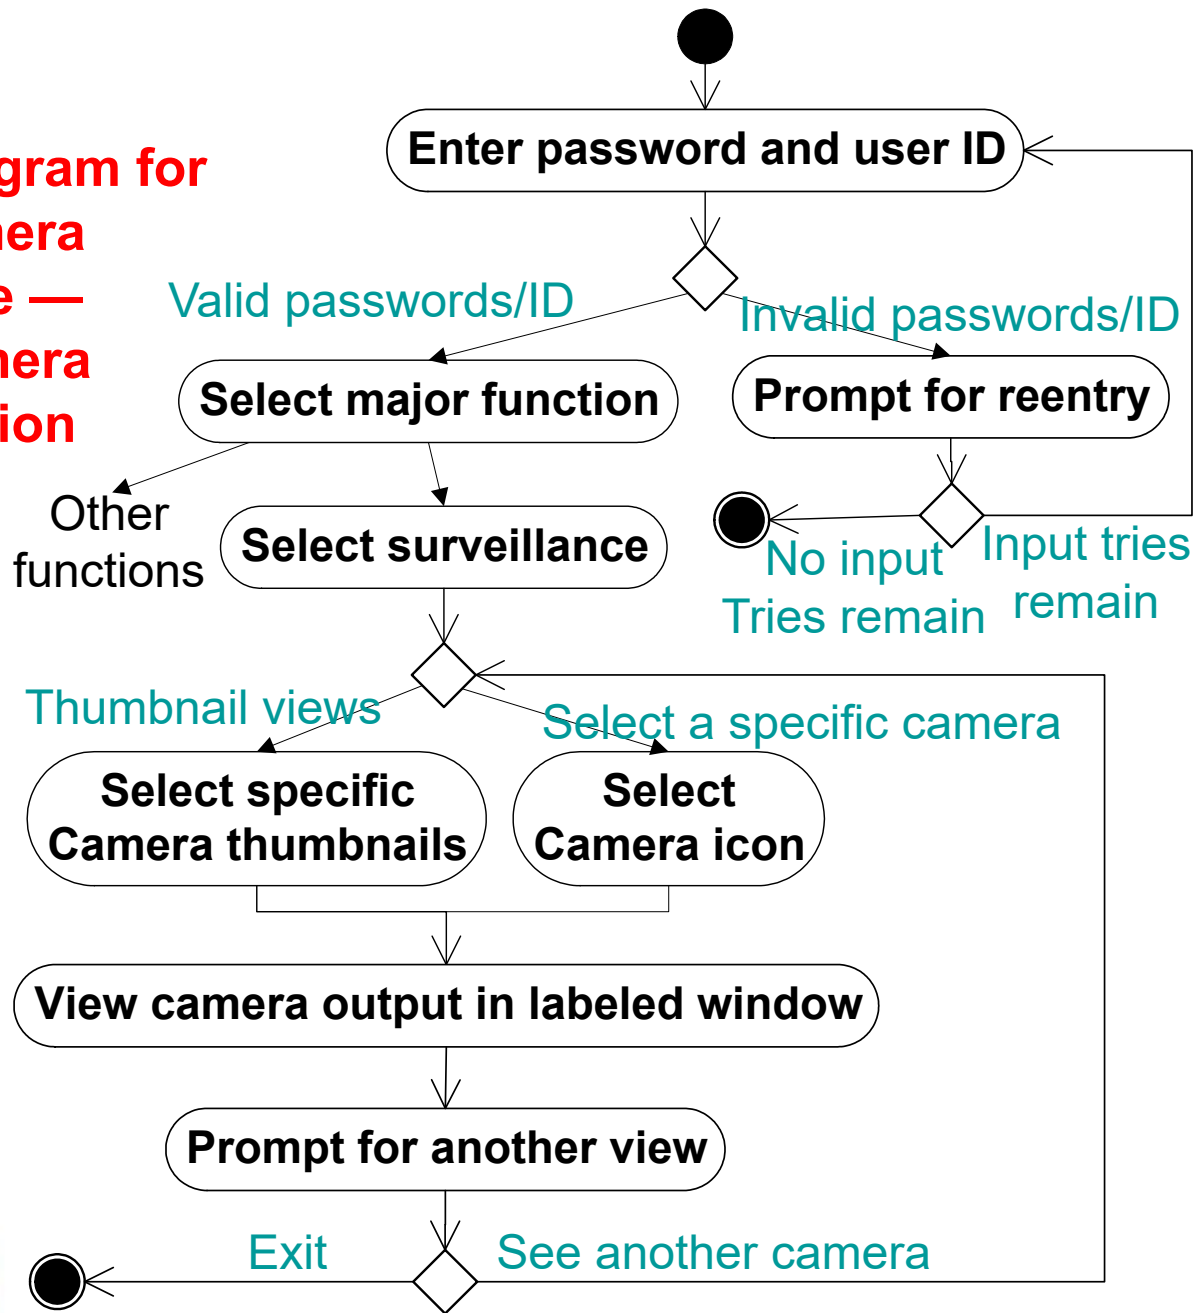 Enter password and user ID
gram for
era
e —
era
ion
Valid passwords/ID
Invalid passwords/ID
Select major function
Prompt for reentry
Other
functions
Select surveillance
No input
Tries remain
Input tries
remain
Thumbnail views
Select a specific camera
Select specific
Camera thumbnails
Select
Camera icon
View camera output in labeled window
Prompt for another view
Exit
See another camera